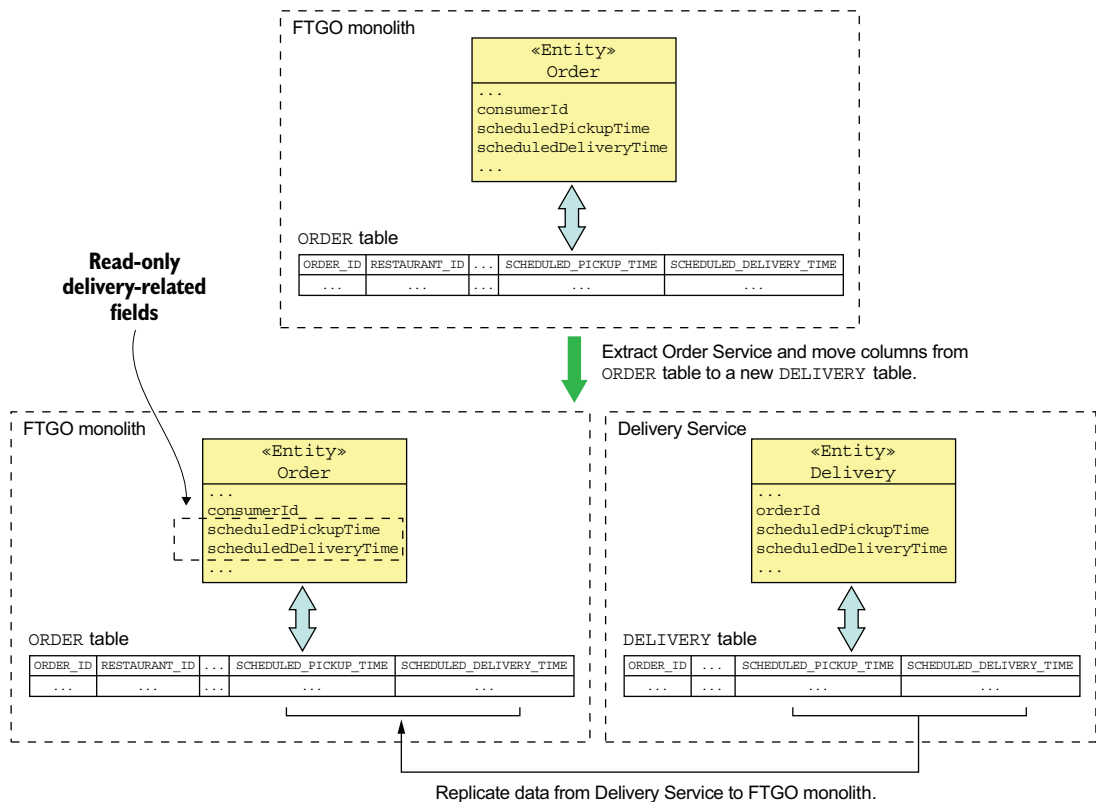 FTGO monolith
«Entity»
Order
...
consumerId
scheduledPickupTime
scheduledDeliveryTime
...
ORDER table
ORDER_ID RESTAURANT_ID ... SCHEDULED_PICKUP_TIME SCHEDULED_DELIVERY_TIME
... ... ... ... ...
Read-only
delivery-related
fields
Extract Order Service and move columns from
ORDER table to a new DELIVERY table.
FTGO monolith
«Entity»
Order
...
consumerId
scheduledPickupTime
scheduledDeliveryTime
...
ORDER table
ORDER_ID RESTAURANT_ID ... SCHEDULED_PICKUP_TIME SCHEDULED_DELIVERY_TIME
... ... ... ... ...
Delivery Service
«Entity»
Delivery
...
orderId
scheduledPickupTime
scheduledDeliveryTime
...
DELIVERY table
ORDER_ID ... SCHEDULED_PICKUP_TIME SCHEDULED_DELIVERY_TIME
... ... ... ...
Replicate data from Delivery Service to FTGO monolith.